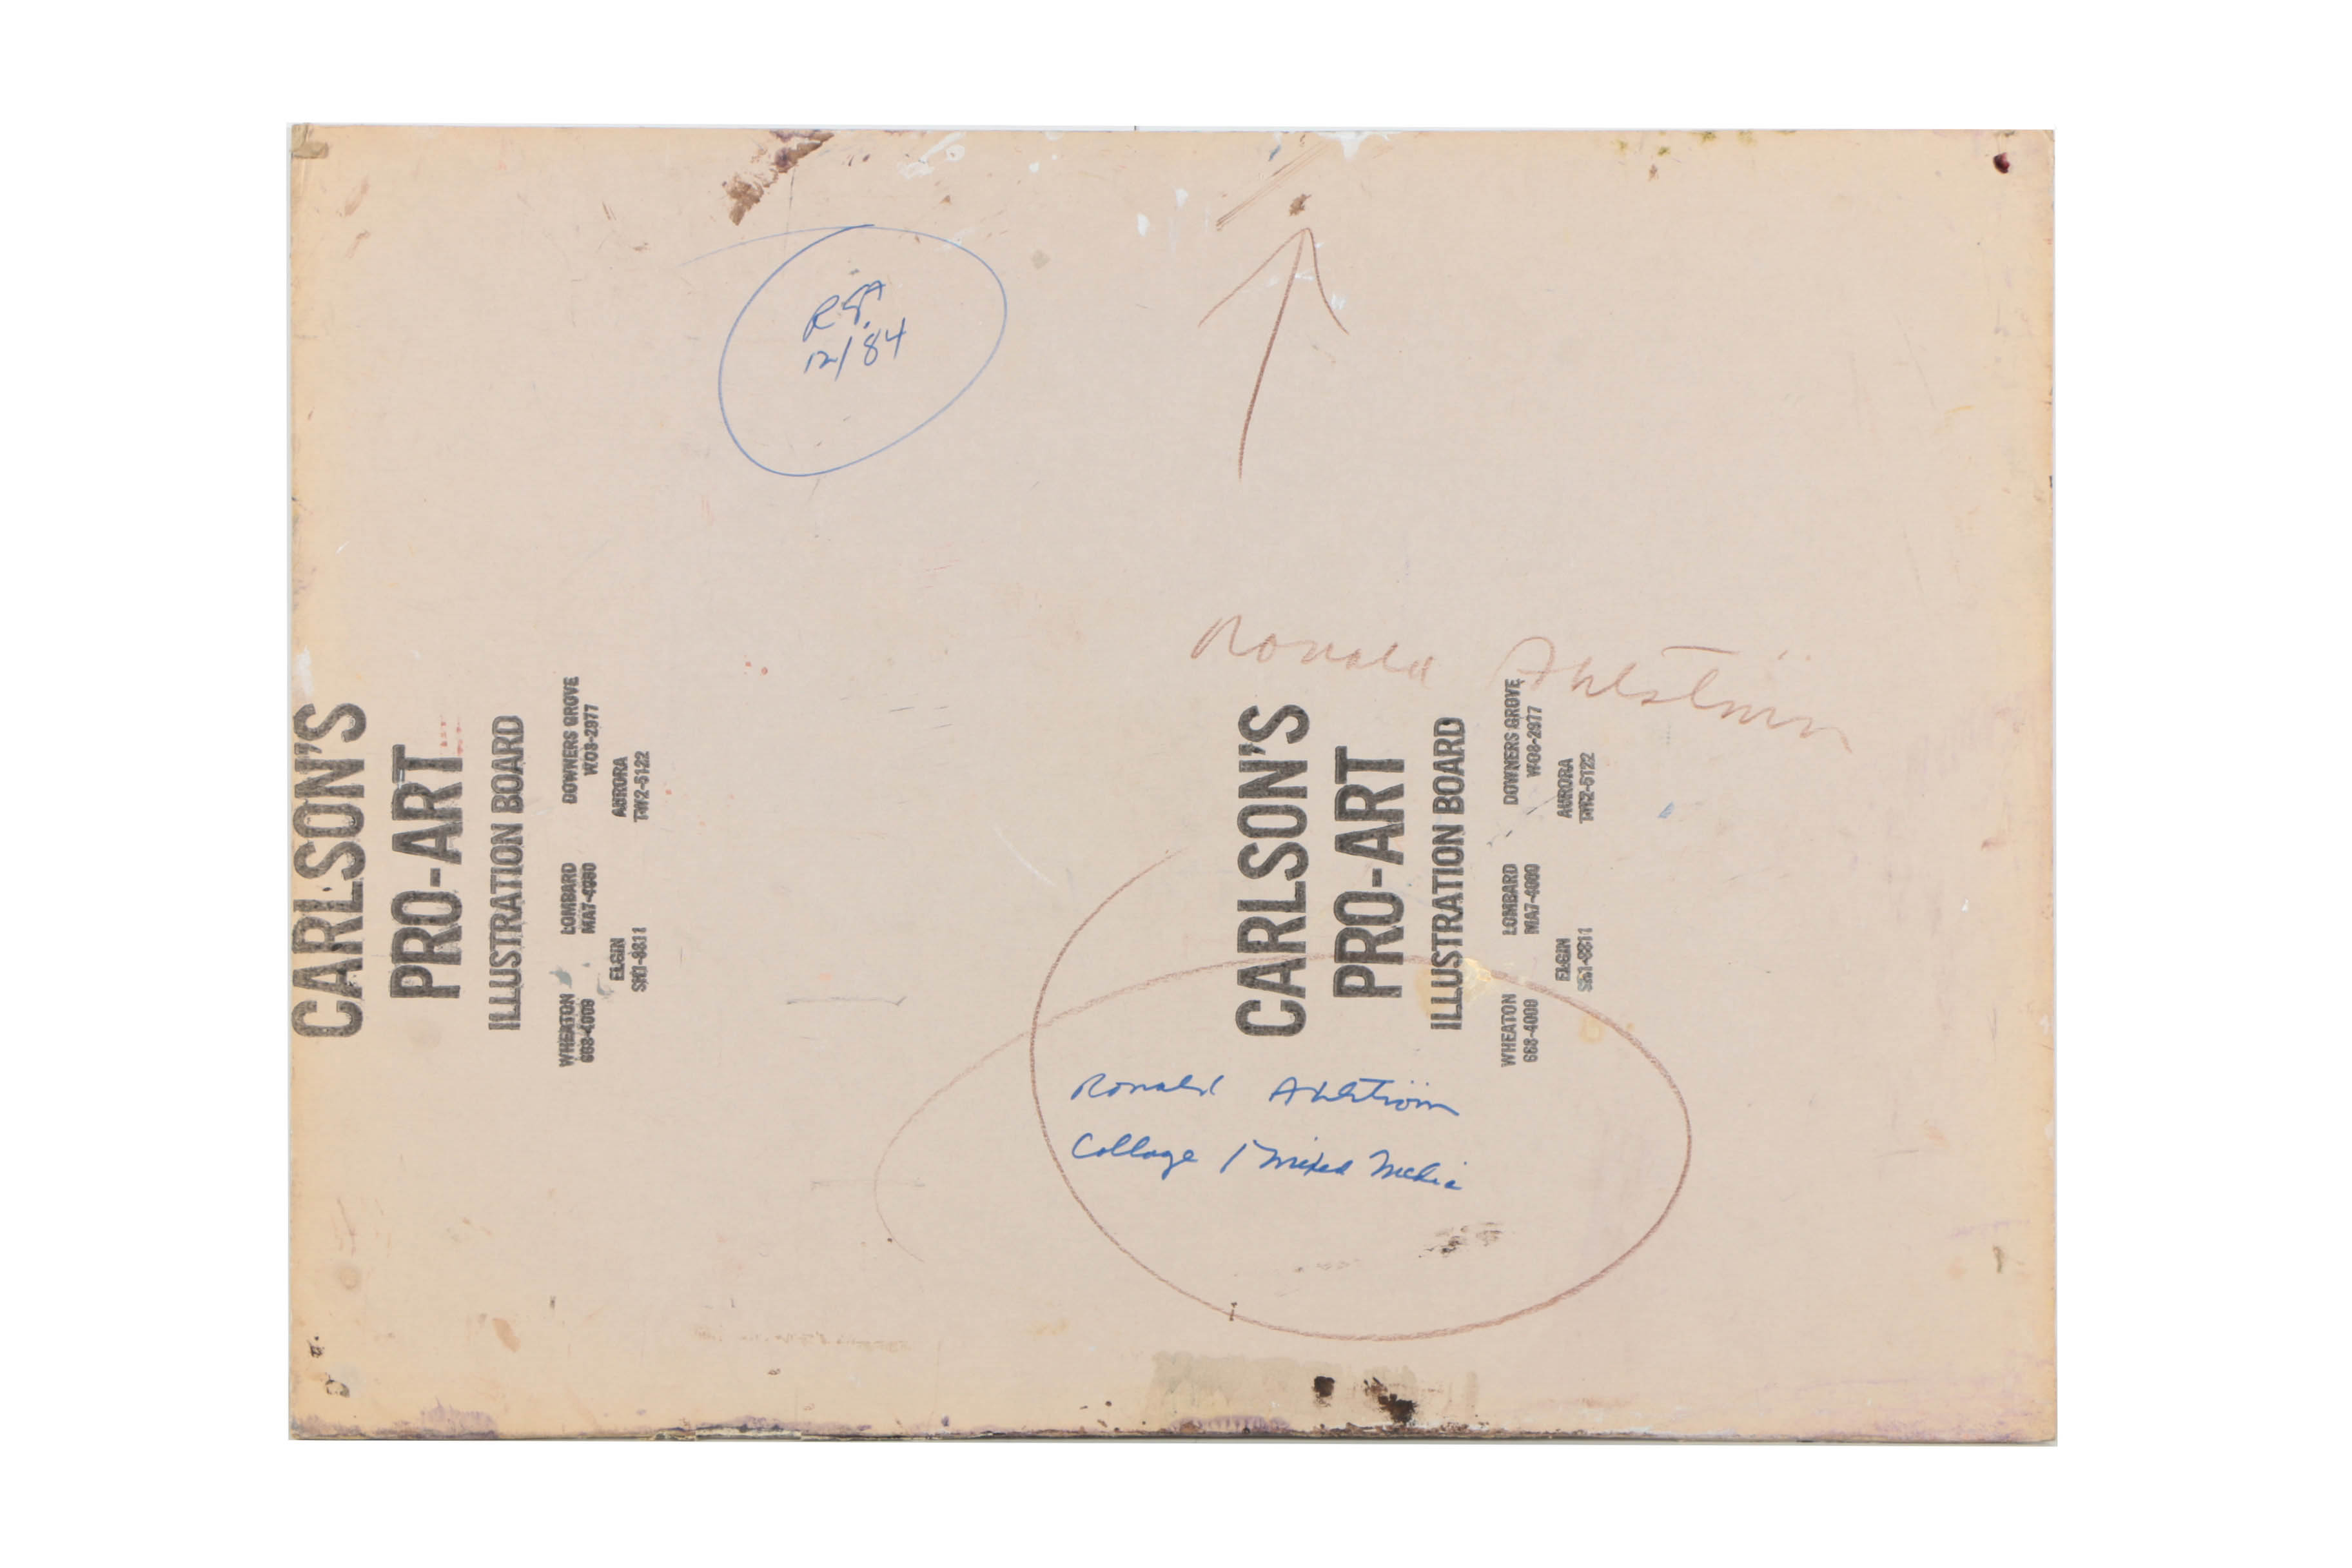 RGA
12/84
Ronald Ahlström
CARLSON'S
PRO-ART
ILLUSTRATION BOARD
WHEATON LOMBARD DOWNERS GROVE
668-4000 MA7-4080 WO8-2977
ELGIN AURORA
SH1-8811 TW2-5122
CARLSON'S
PRO-ART
ILLUSTRATION BOARD
WHEATON LOMBARD DOWNERS GROVE
668-4000 MA7-4080 WO8-2977
ELGIN AURORA
SH1-8811 TW2-5122
Ronald Ahlström
Collage / Mixed Media